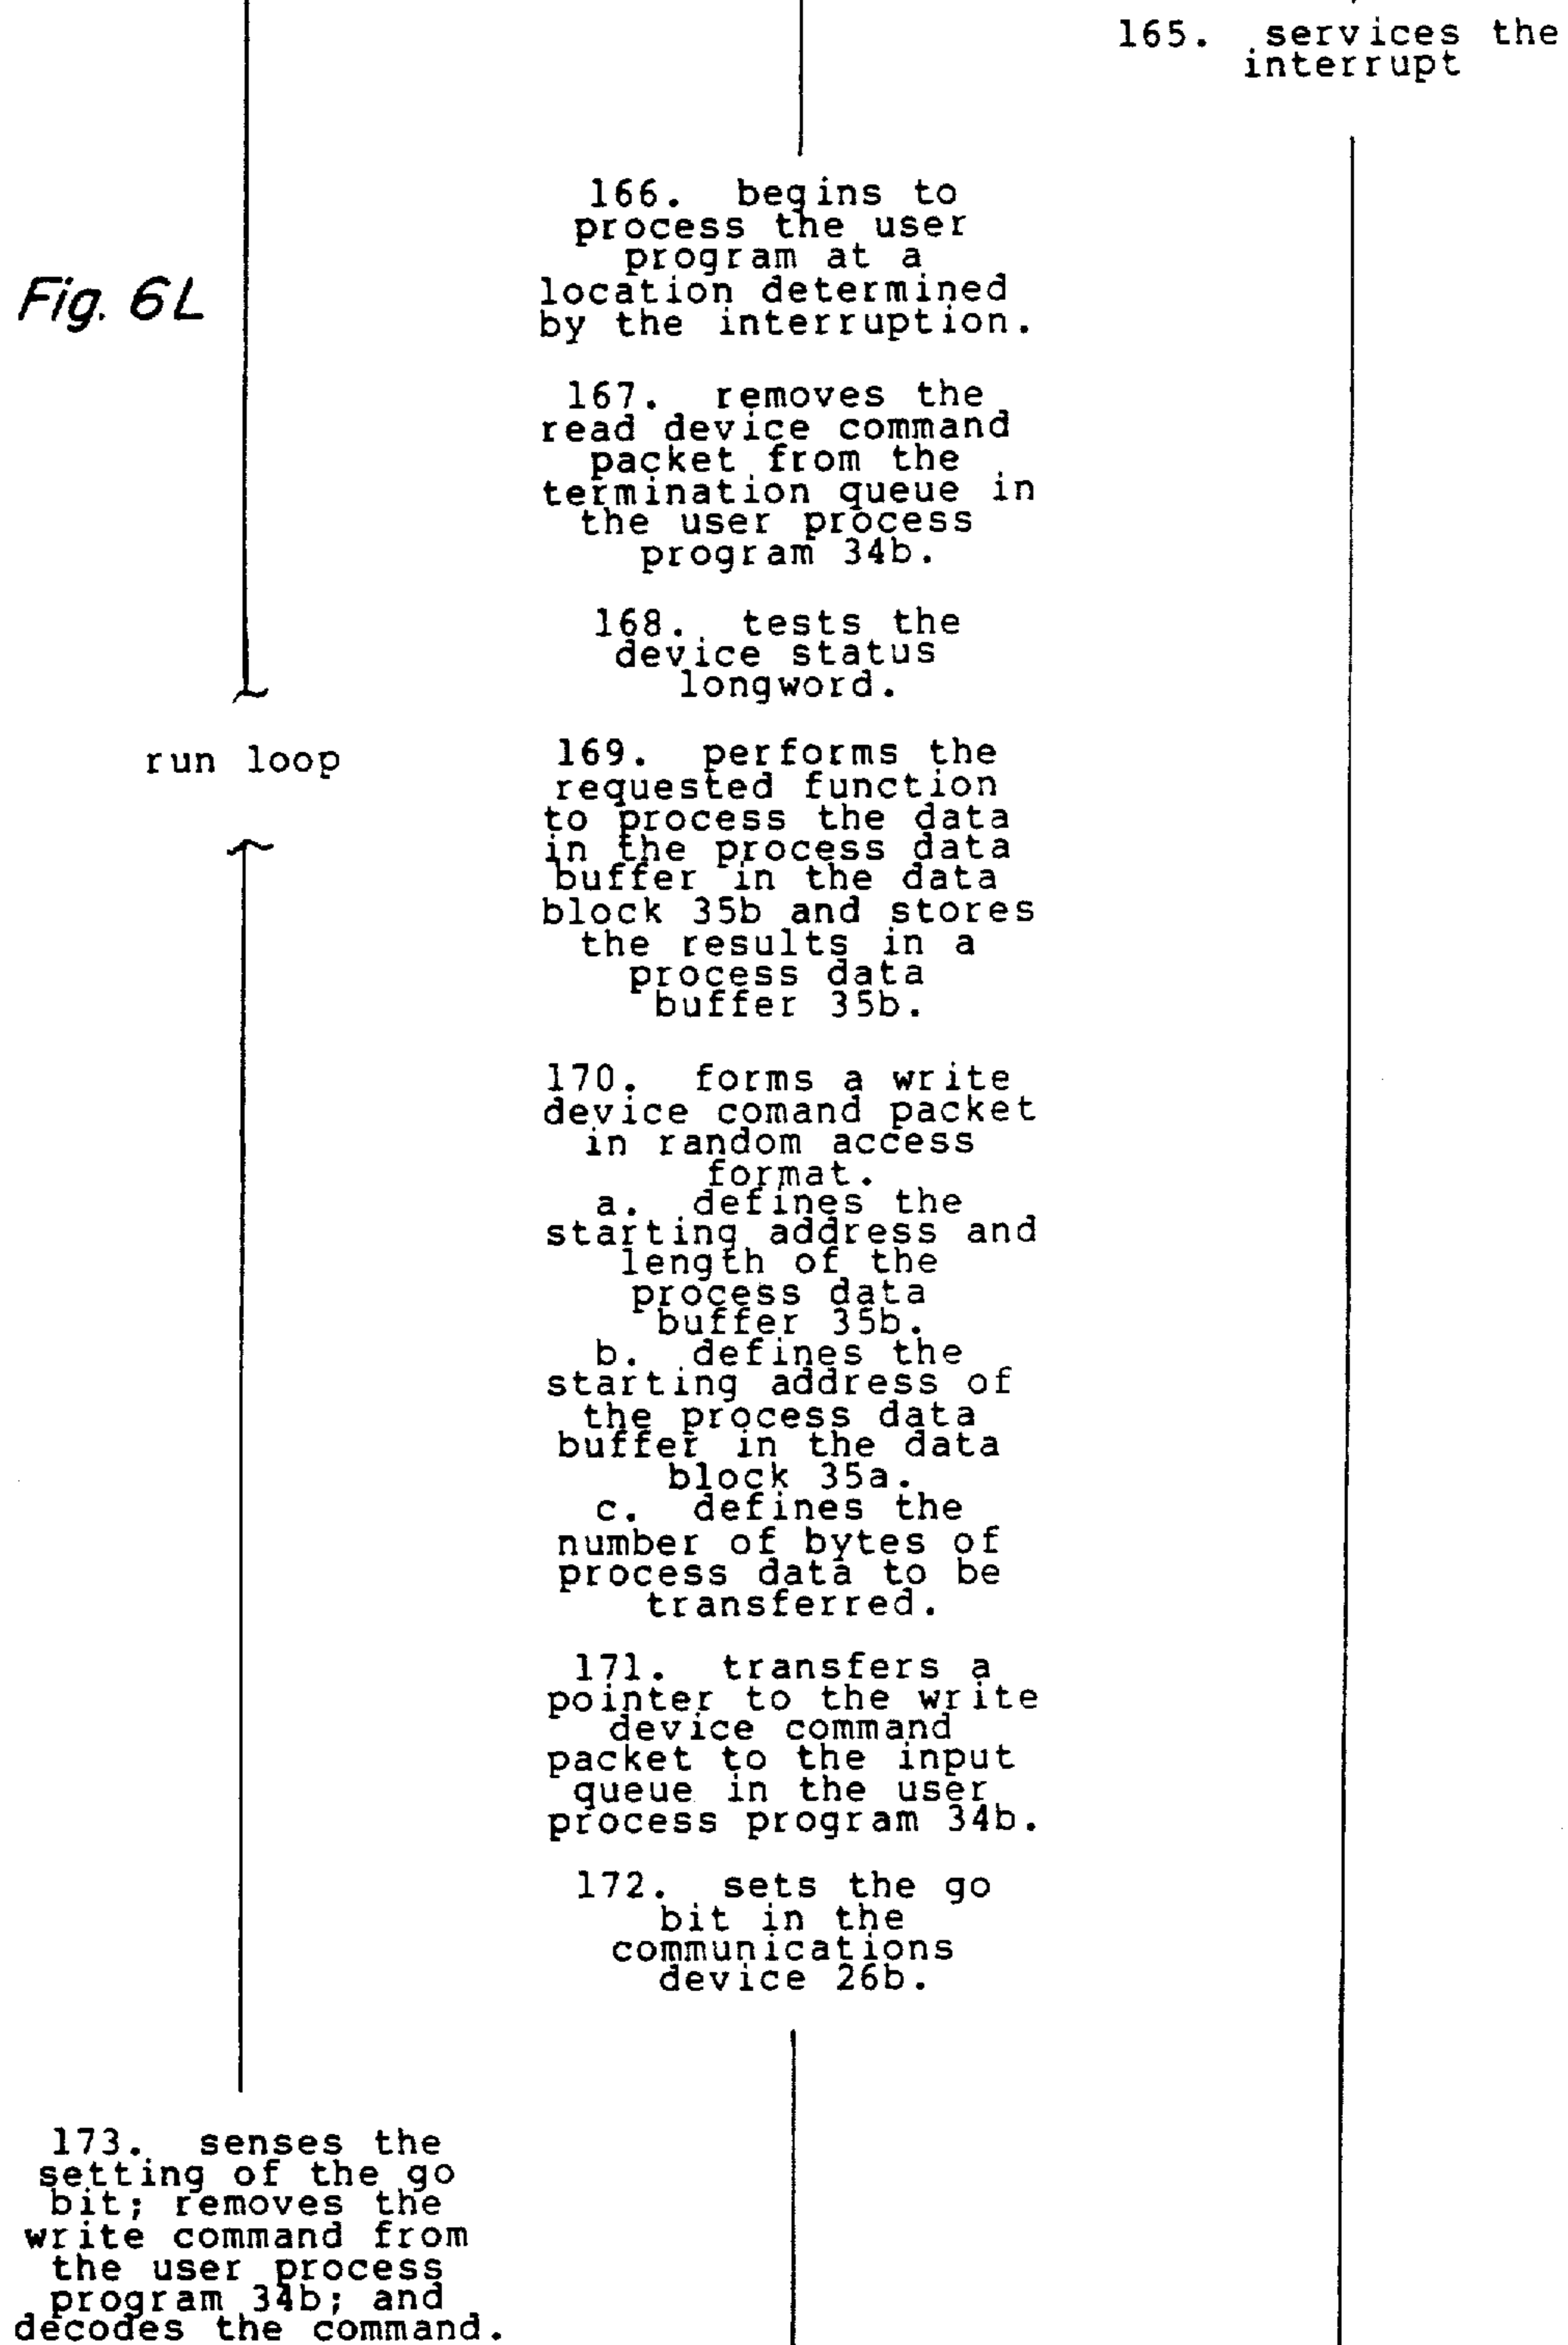 165. services the
interrupt
166. begins to
process the user
program at a
location determined
by the interruption.
Fig. 6L
167. removes the
read device command
packet from the
termination queue in
the user process
program 34b.
168. tests the
device status
longword.
run loop
169. performs the
requested function
to process the data
in the process data
buffer in the data
block 35b and stores
the results in a
process data
buffer 35b.
170. forms a write
device comand packet
in random access
format.
a. defines the
starting address and
length of the
process data
buffer 35b.
b. defines the
starting address of
the process data
buffer in the data
block 35a.
c. defines the
number of bytes of
process data to be
transferred.
171. transfers a
pointer to the write
device command
packet to the input
queue in the user
process program 34b.
172. sets the go
bit in the
communications
device 26b.
173. senses the
setting of the go
bit; removes the
write command from
the user process
program 34b; and
decodes the command.